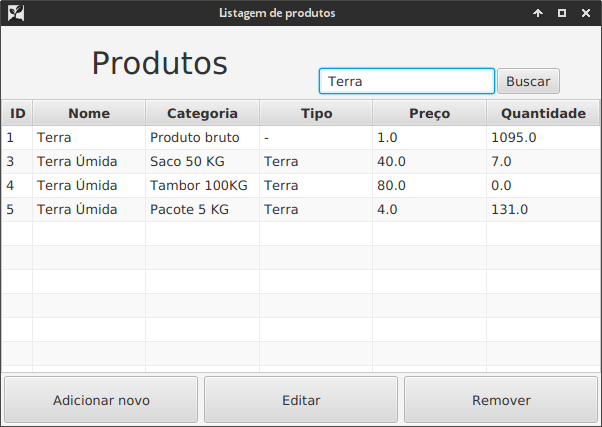 Listagem de produtos
Produtos
Terra Buscar
ID Nome Categoria Tipo Preço Quantidade
1 Terra Produto bruto - 1.0 1095.0
3 Terra Úmida Saco 50 KG Terra 40.0 7.0
4 Terra Úmida Tambor 100KG Terra 80.0 0.0
5 Terra Úmida Pacote 5 KG Terra 4.0 131.0
Adicionar novo Editar Remover